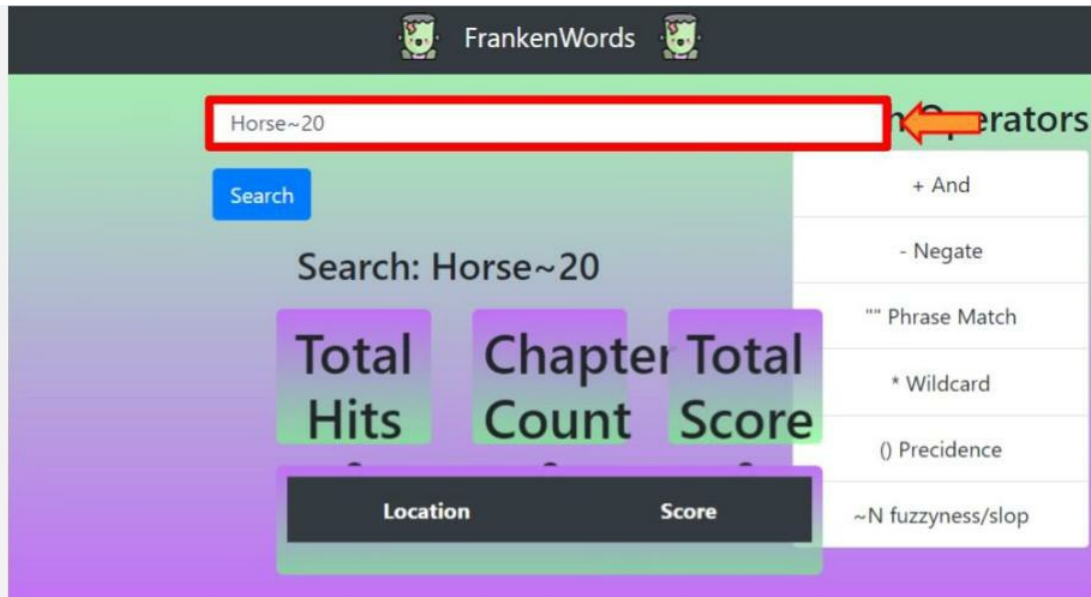 FrankenWords
Horse~20
n Operators
Search
Search: Horse~20
Total Hits
Chapter Count
Total Score
Location Score
+ And
- Negate
"" Phrase Match
* Wildcard
() Precidence
~N fuzzyness/slop